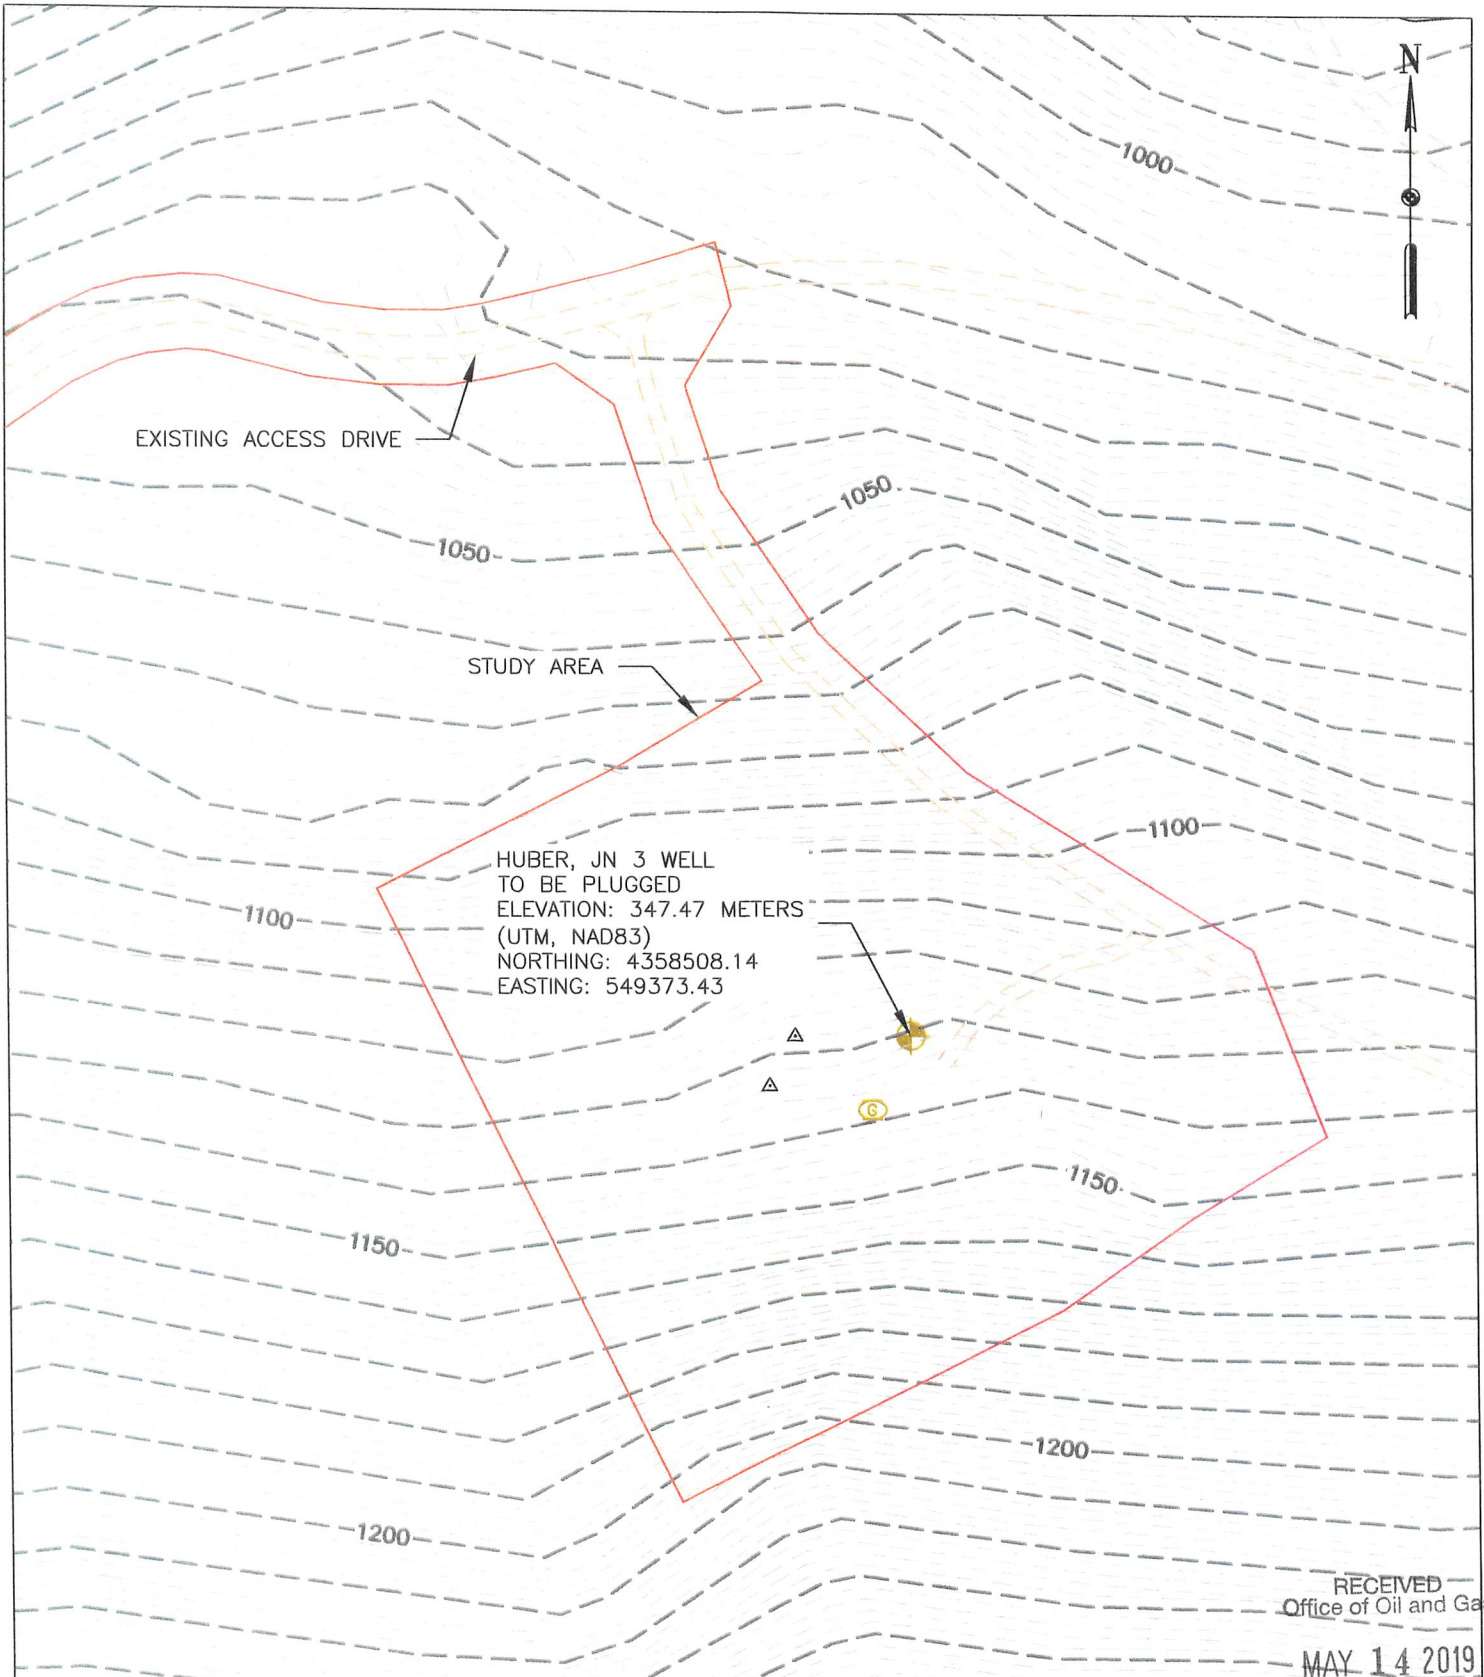 N
1000
EXISTING ACCESS DRIVE
1050
1050
STUDY AREA
1100
HUBER, JN 3 WELL
TO BE PLUGGED
ELEVATION: 347.47 METERS
(UTM, NAD83)
NORTHING: 4358508.14
EASTING: 549373.43
1100
G
1150
1150
1200
1200
RECEIVED
Office of Oil and Ga
MAY 14 2019